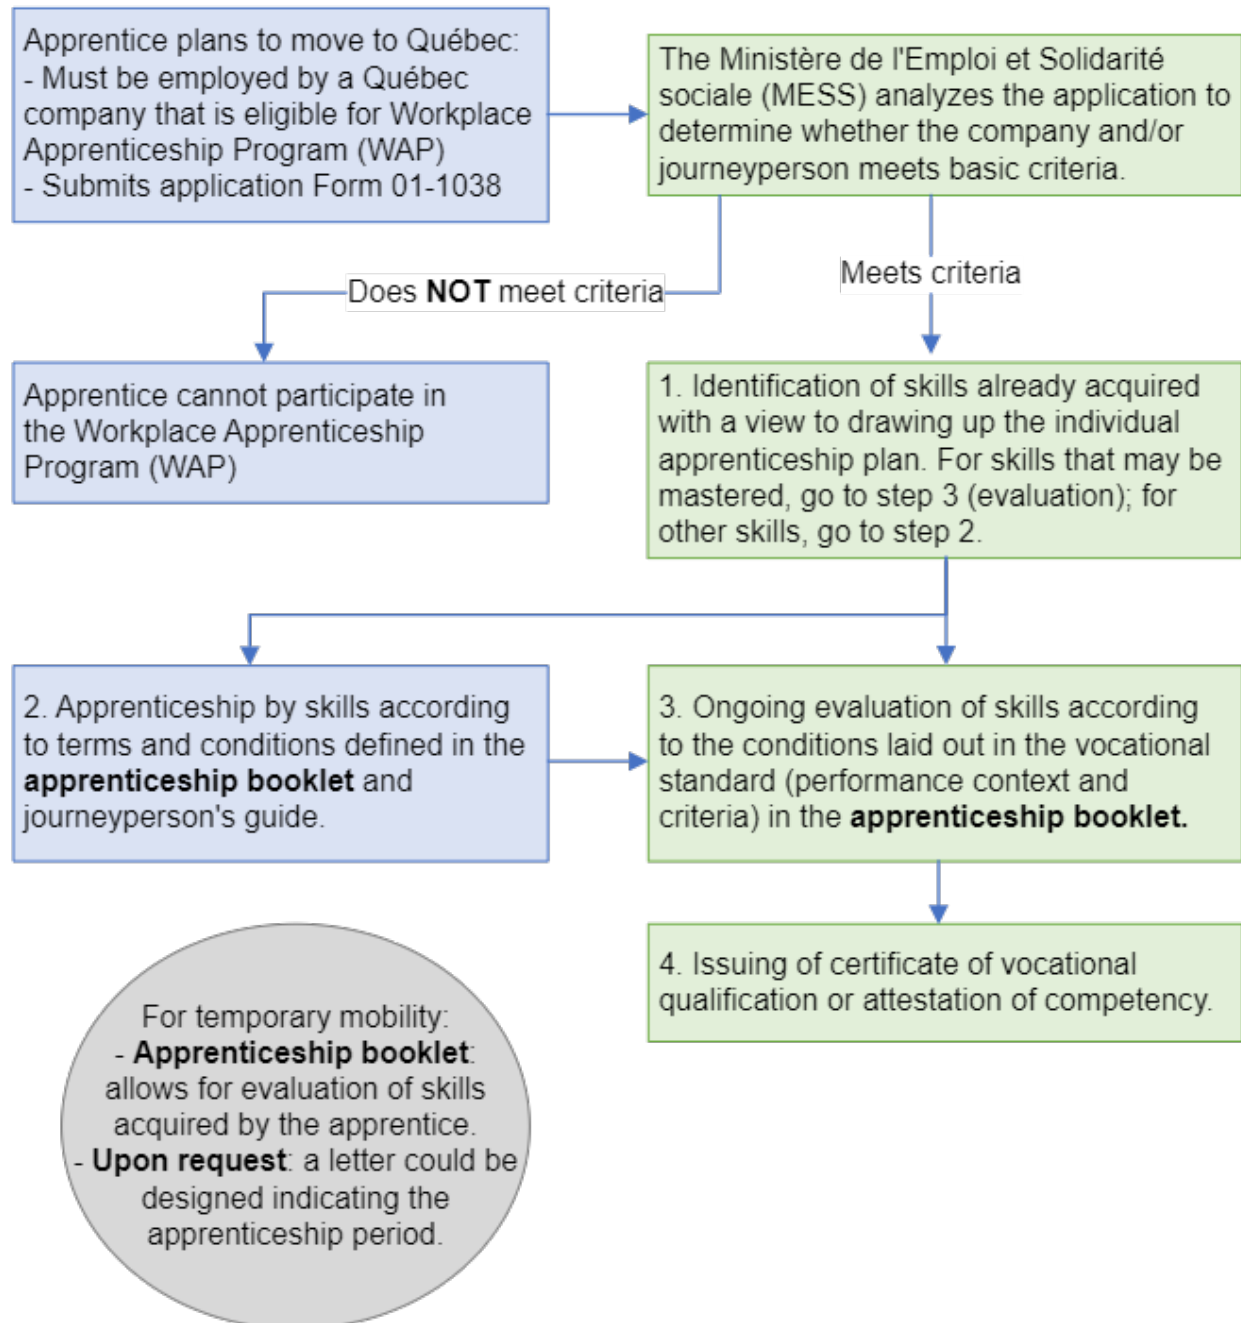 Apprentice plans to move to Québec:
- Must be employed by a Québec
company that is eligible for Workplace
Apprenticeship Program (WAP)
- Submits application Form 01-1038
The Ministère de l'Emploi et Solidarité
sociale (MESS) analyzes the application to
determine whether the company and/or
journeyperson meets basic criteria.
Does NOT meet criteria
Meets criteria
Apprentice cannot participate in
the Workplace Apprenticeship
Program (WAP)
1. Identification of skills already acquired
with a view to drawing up the individual
apprenticeship plan. For skills that may be
mastered, go to step 3 (evaluation); for
other skills, go to step 2.
2. Apprenticeship by skills according
to terms and conditions defined in the
apprenticeship booklet and
journeyperson's guide.
3. Ongoing evaluation of skills according
to the conditions laid out in the vocational
standard (performance context and
criteria) in the apprenticeship booklet.
4. Issuing of certificate of vocational
qualification or attestation of competency.
For temporary mobility:
- Apprenticeship booklet:
allows for evaluation of skills
acquired by the apprentice.
- Upon request: a letter could be
designed indicating the
apprenticeship period.